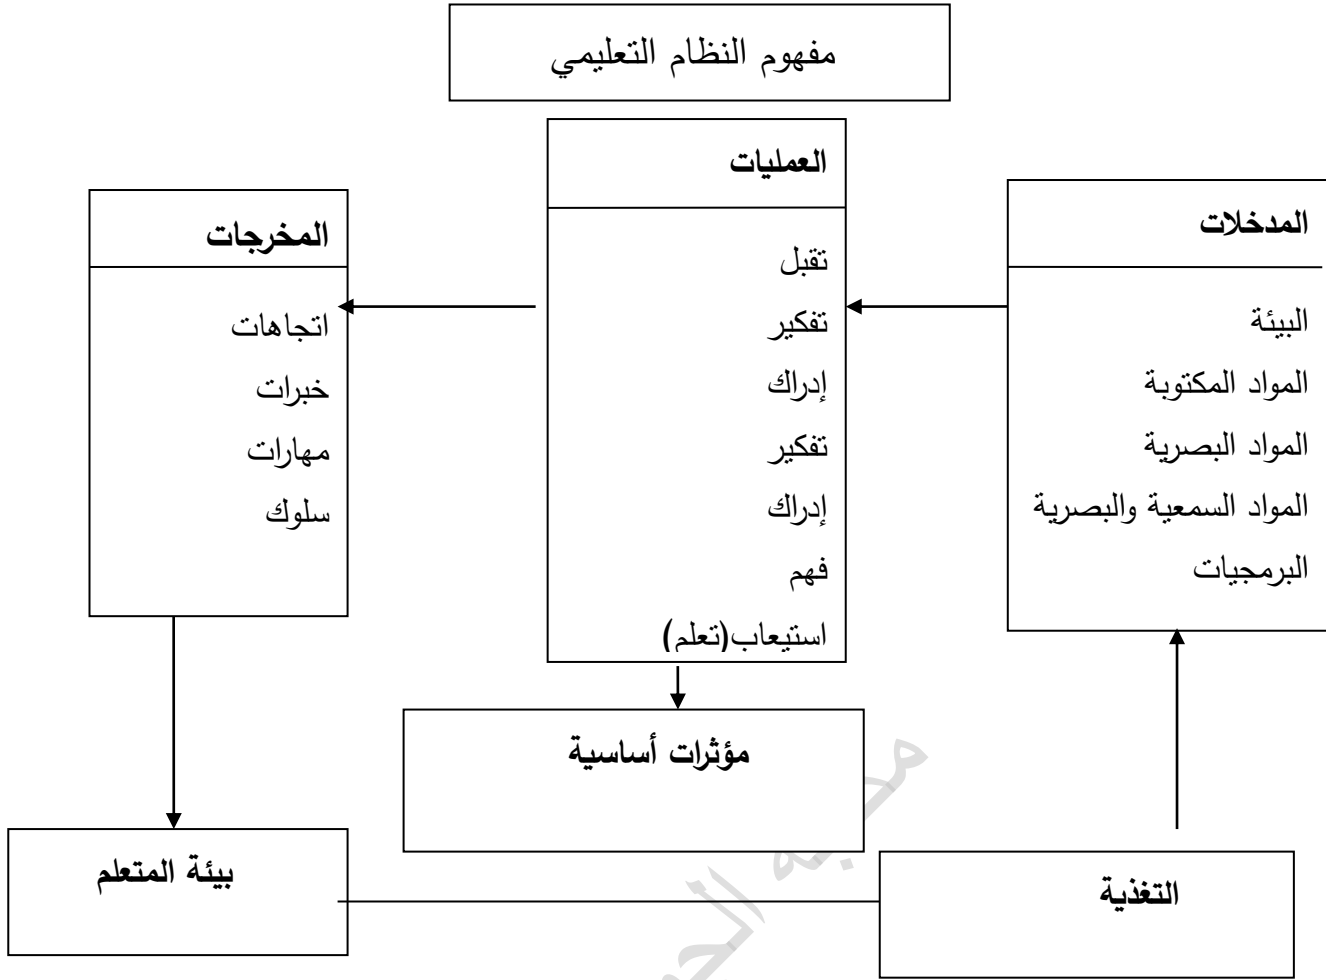 مفهوم النظام التعليمي
المدخلات
البيئة
المواد المكتوبة
المواد البصرية
المواد السمعية والبصرية
البرمجيات
العمليات
تقبل
تفكير
إدراك
تفكير
إدراك
فهم
استيعاب(تعلم)
المخرجات
اتجاهات
خبرات
مهارات
سلوك
مؤثرات أساسية
التغذية
بيئة المتعلم